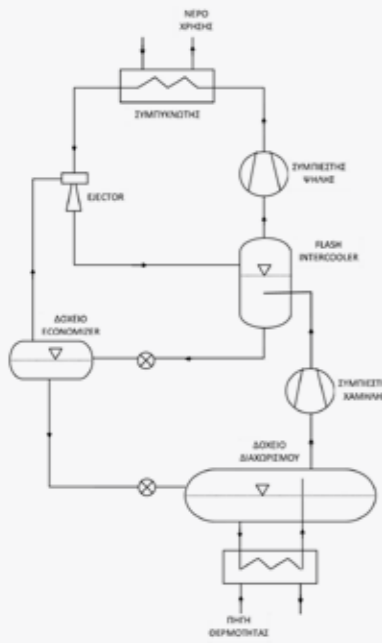 ΝΕΡΟ
ΧΡΗΣΗΣ
ΣΥΜΠΥΚΝΩΤΗΣ
ΣΥΜΠΙΕΣΤΗΣ
ΨΗΛΗΣ
EJECTOR
FLASH
INTERCOOLER
ΔΟΧΕΙΟ
ECONOMIZER
ΣΥΜΠΙΕΣΤΗ
ΧΑΜΗΛΗ
ΔΟΧΕΙΟ
ΔΙΑΧΩΡΙΣΜΟΥ
ΠΗΓΗ
ΘΕΡΜΟΤΗΤΑΣ